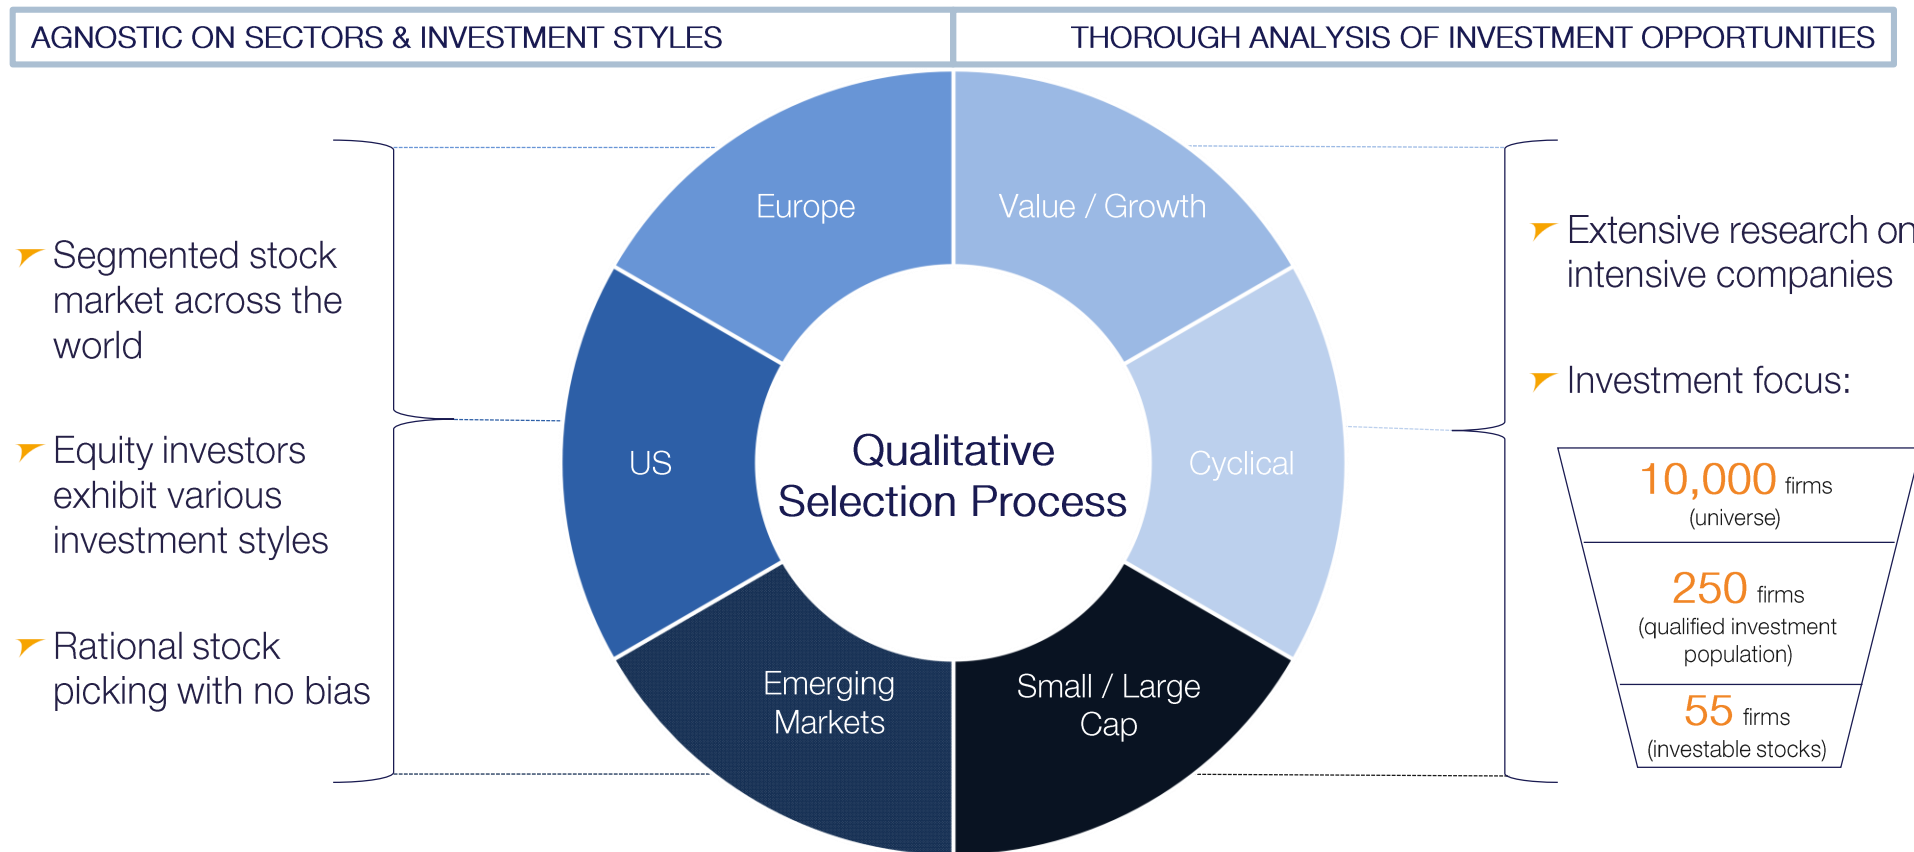 AGNOSTIC ON SECTORS & INVESTMENT STYLES
THOROUGH ANALYSIS OF INVESTMENT OPPORTUNITIES
Segmented stock
market across the
world
Equity investors
exhibit various
investment styles
Rational stock
picking with no bias
Europe
Value / Growth
US
Cyclical
Emerging
Markets
Small / Large
Cap
Qualitative
Selection Process
Extensive research on
intensive companies
Investment focus:
10,000 firms
(universe)
250 firms
(qualified investment
population)
55 firms
(investable stocks)